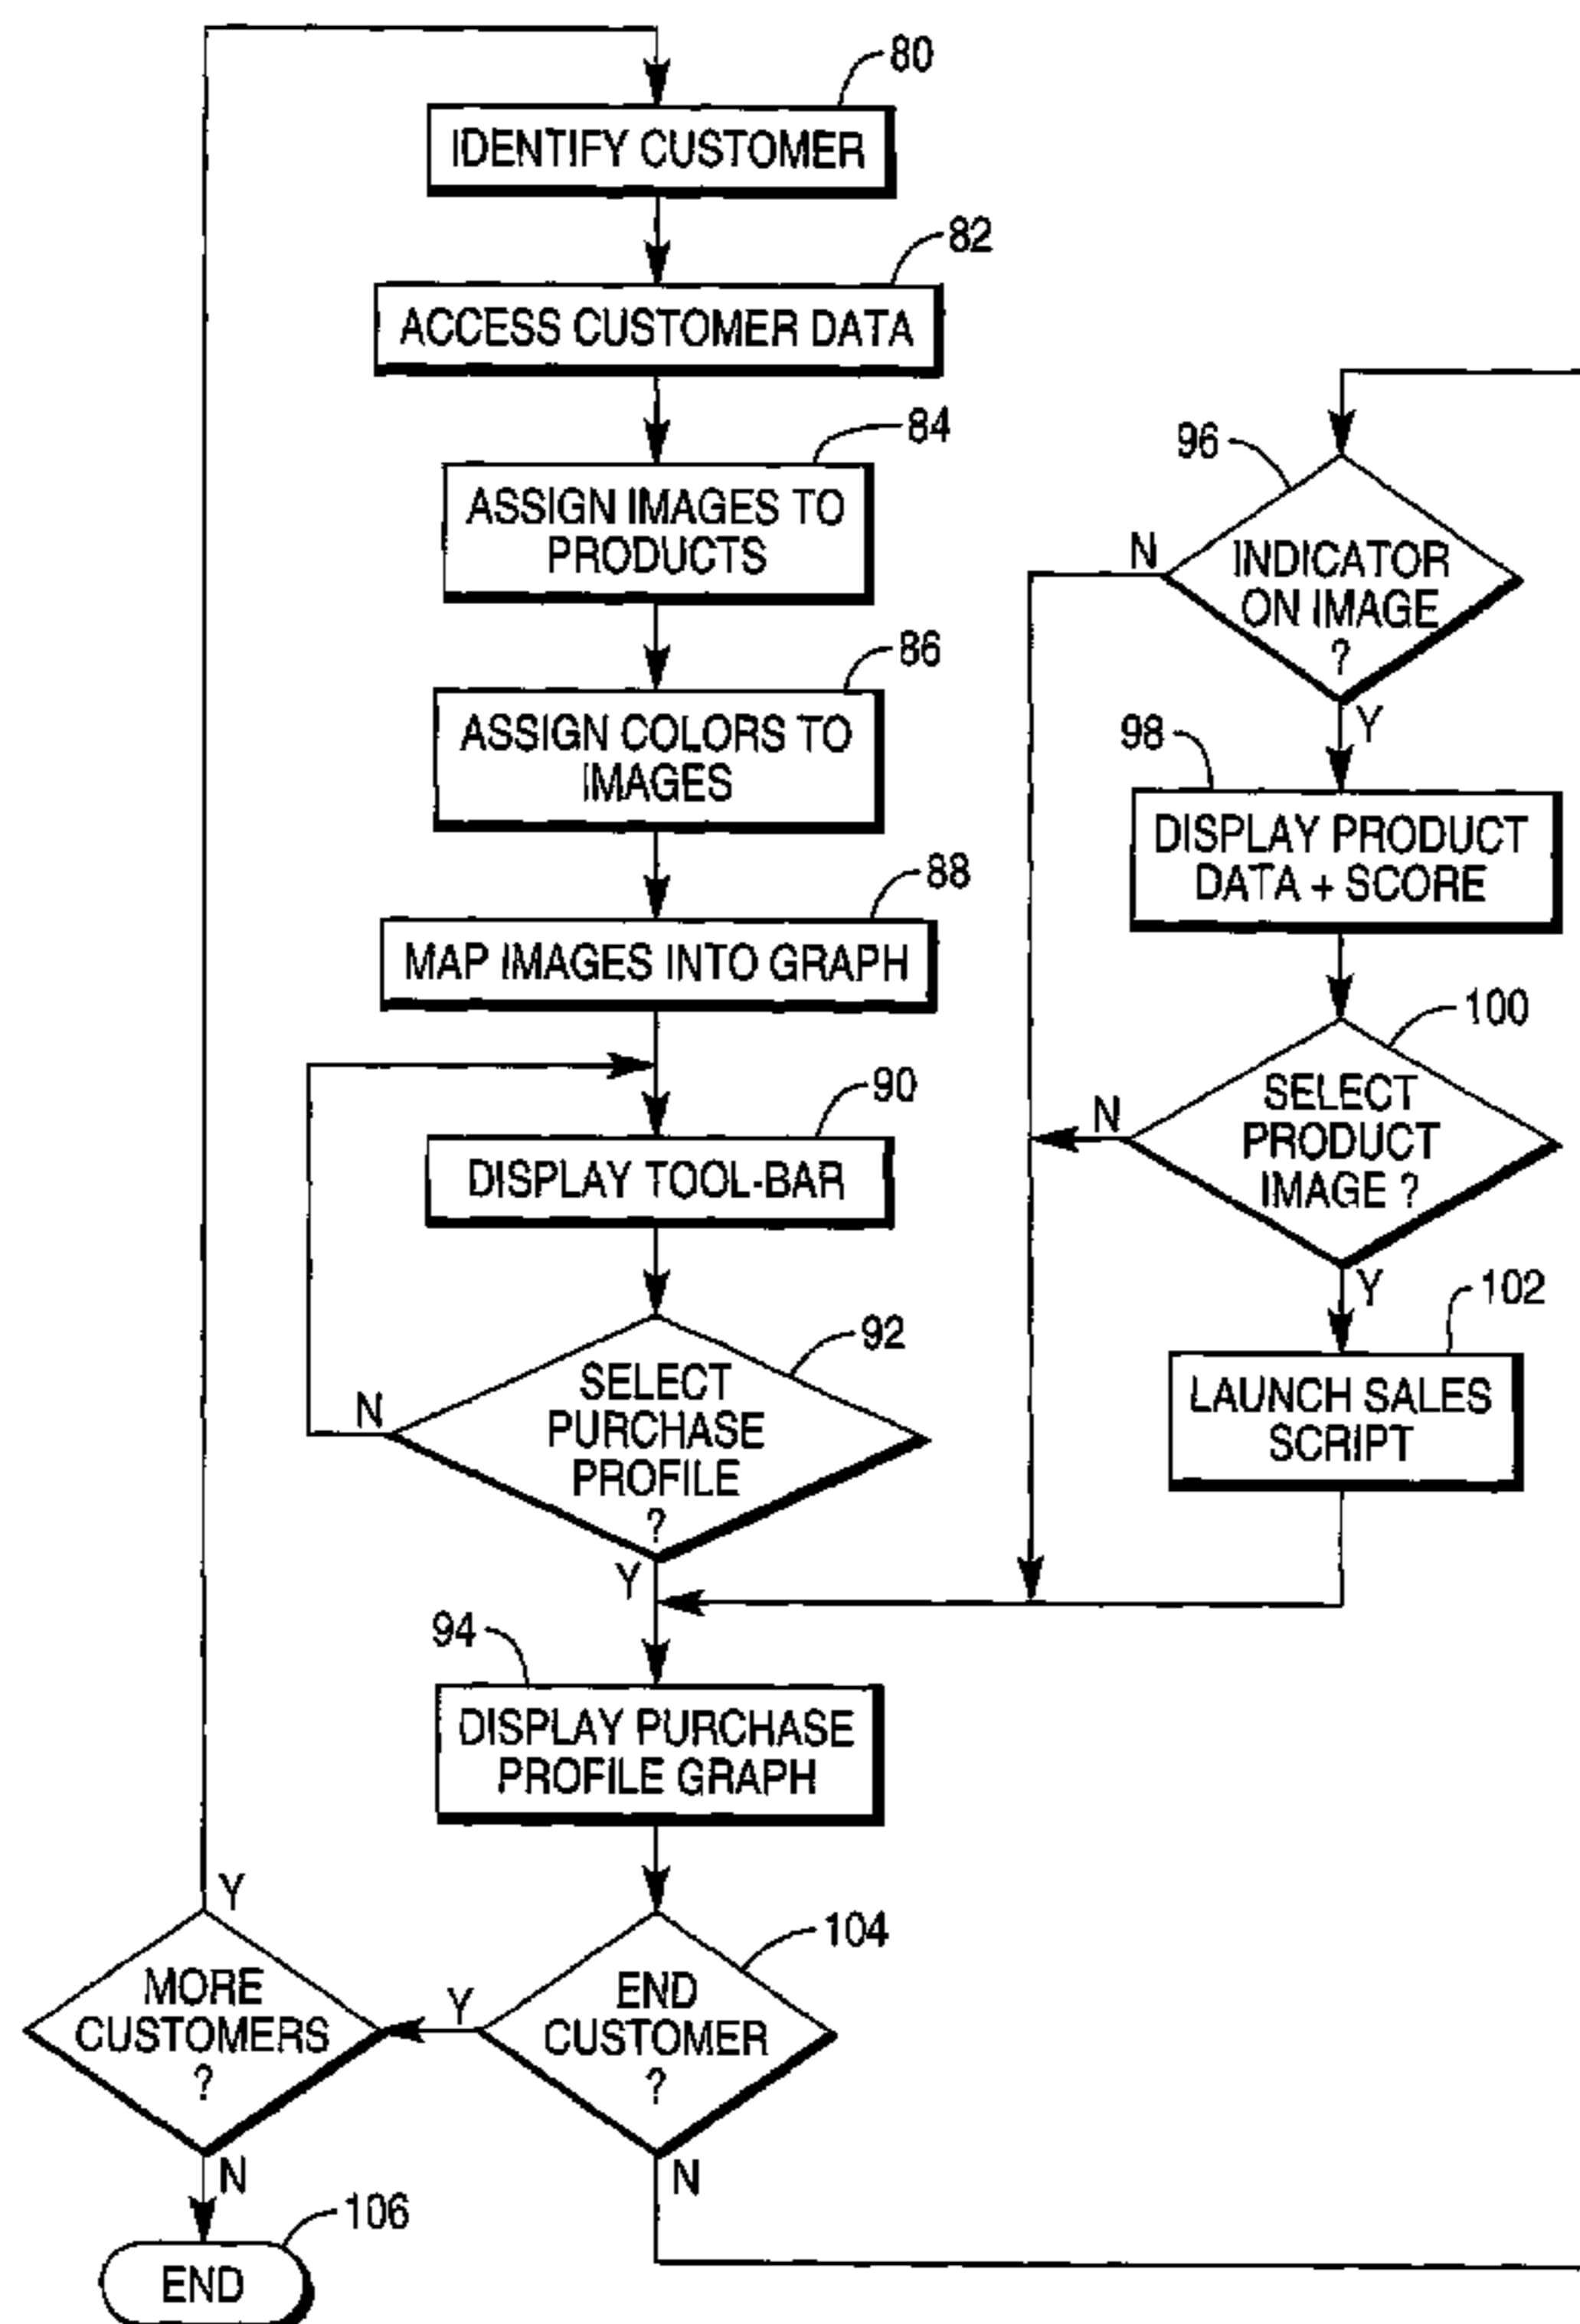 80
IDENTIFY CUSTOMER
82
ACCESS CUSTOMER DATA
84
ASSIGN IMAGES TO
PRODUCTS
86
ASSIGN COLORS TO
IMAGES
88
MAP IMAGES INTO GRAPH
90
DISPLAY TOOL-BAR
92
SELECT
PURCHASE
PROFILE
?
N
Y
94
DISPLAY PURCHASE
PROFILE GRAPH
104
END
CUSTOMER
?
Y
N
MORE
CUSTOMERS
?
Y
N
106
END
96
INDICATOR
ON IMAGE
?
N
Y
98
DISPLAY PRODUCT
DATA + SCORE
100
SELECT
PRODUCT
IMAGE ?
N
Y
102
LAUNCH SALES
SCRIPT